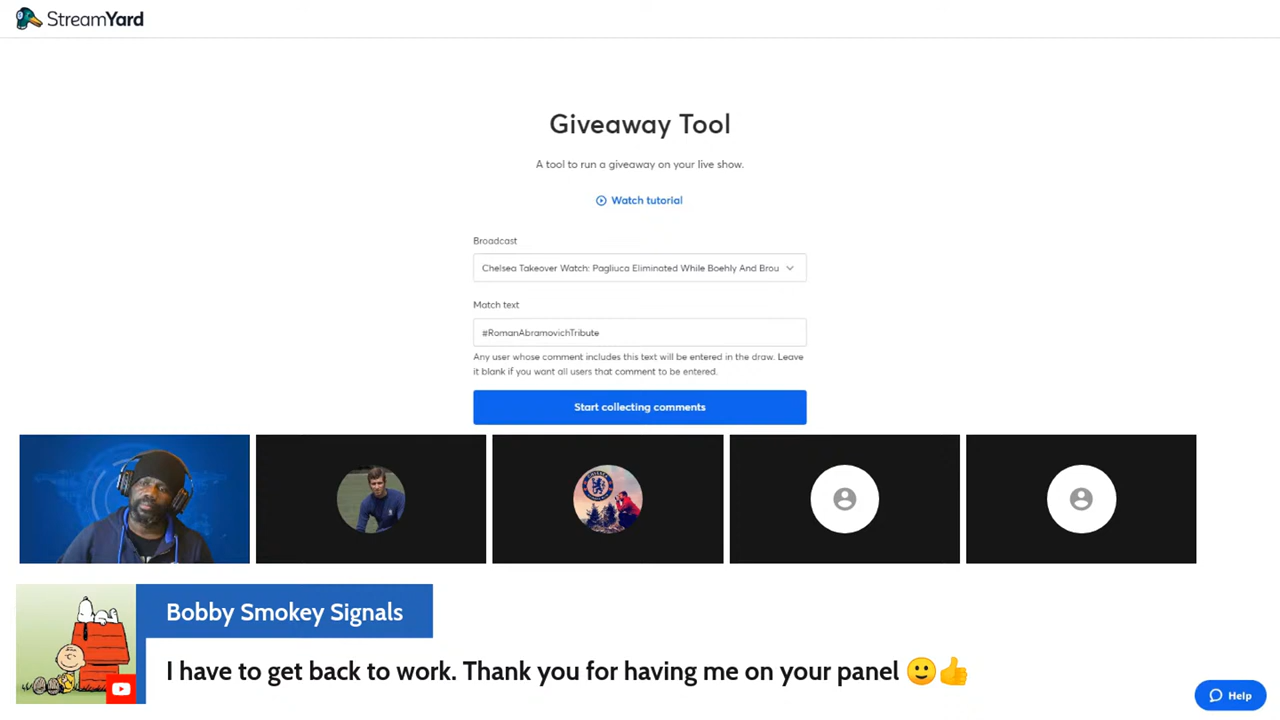 StreamYard
Giveaway Tool
A tool to run a giveaway on your live show.
Watch tutorial
Broadcast
Chelsea Takeover Watch: Pagliuca Eliminated While Boehly And Brou
Match text
#RomanAbramovichTribute
Any user whose comment includes this text will be entered in the draw. Leave
it blank if you want all users that comment to be entered.
Start collecting comments
Bobby Smokey Signals
I have to get back to work. Thank you for having me on your panel 🙂👍
Help